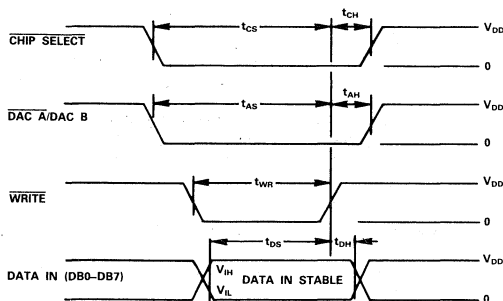 tCS
tCH
VDD
CHIP SELECT
0
tAS
tAH
VDD
DAC A/DAC B
0
tWR
VDD
WRITE
0
tDS
tDH
VDD
VIH
DATA IN (DB0–DB7)
DATA IN STABLE
VIL
0